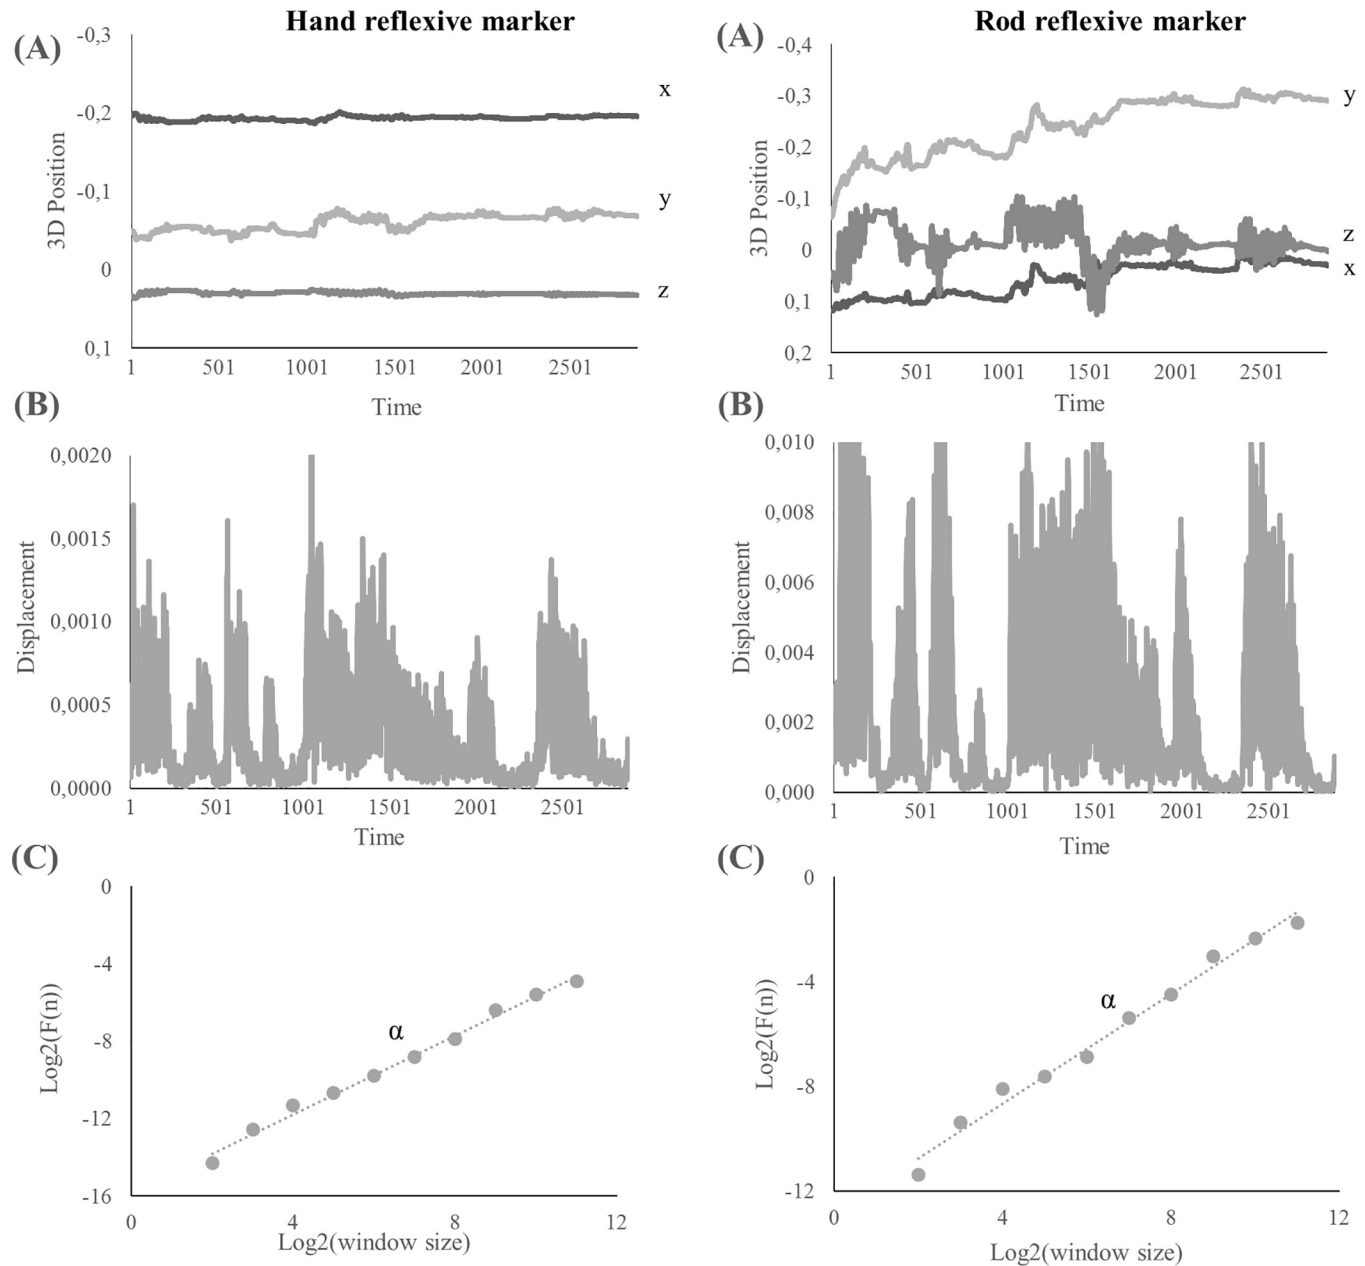 Hand reflexive marker
(A)
-0,3
-0,2
-0,1
0
0,1
3D Position
x
y
z
1 501 1001 1501 2001 2501
Time
(B)
0,0020
0,0015
0,0010
0,0005
0,0000
Displacement
1 501 1001 1501 2001 2501
Time
(C)
0
-4
-8
-12
-16
Log2(F(n))
α
0 4 8 12
Log2(window size)
Rod reflexive marker
(A)
-0,4
-0,3
-0,2
-0,1
0
0,1
0,2
3D Position
y
z
x
1 501 1001 1501 2001 2501
Time
(B)
0,010
0,008
0,006
0,004
0,002
0,000
Displacement
1 501 1001 1501 2001 2501
Time
(C)
0
-4
-8
-12
Log2(F(n))
α
0 4 8 12
Log2(window size)